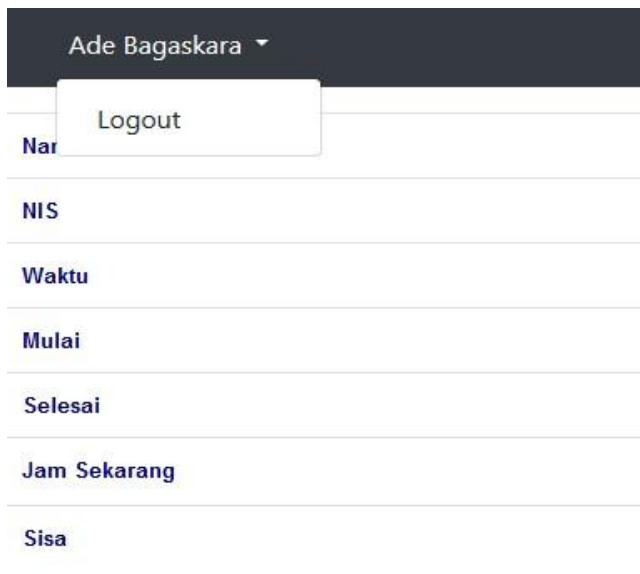 Ade Bagaskara
Logout
NIS
Waktu
Mulai
Selesai
Jam Sekarang
Sisa